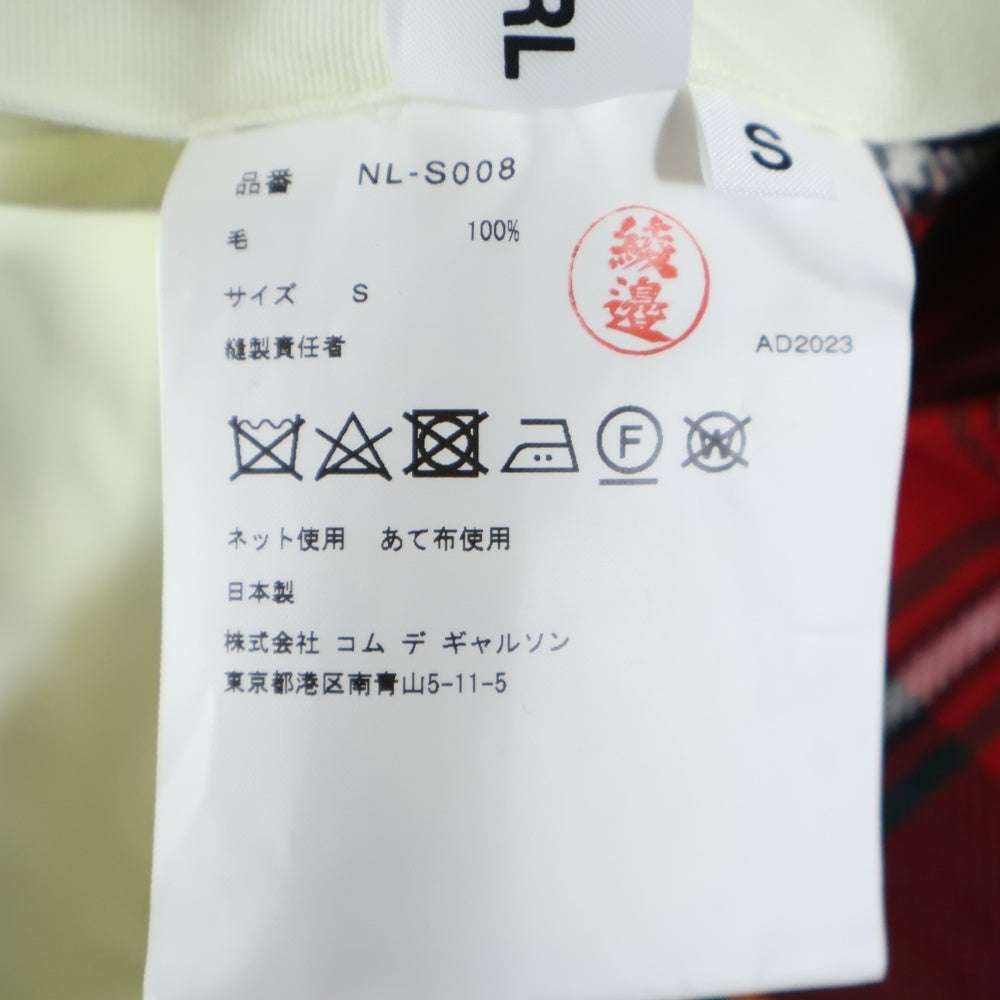 RL
S
品番 NL-S008
毛 100%
サイズ S
縫製責任者
綾邉
AD2023
F
W
ネット使用 あて布使用
日本製
株式会社 コム デ ギャルソン
東京都港区南青山5-11-5